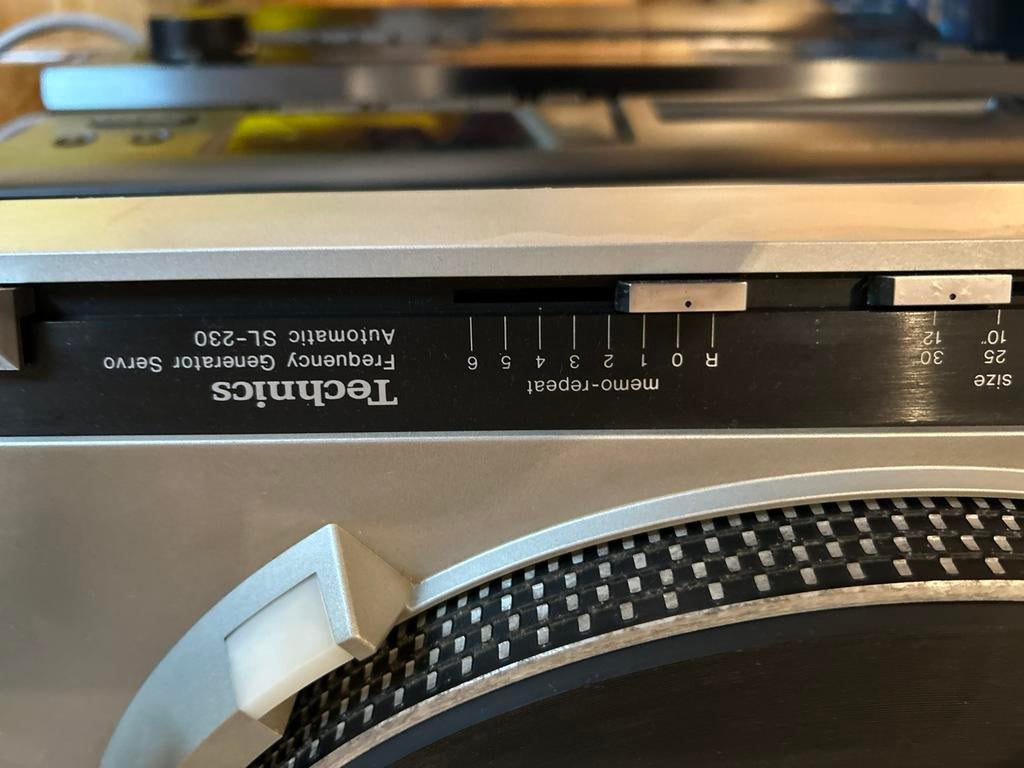 size
25 30
10" 12
memo-repeat
R 0 1 2 3 4 5 6
Technics
Frequency Generator Servo
Automatic SL-230